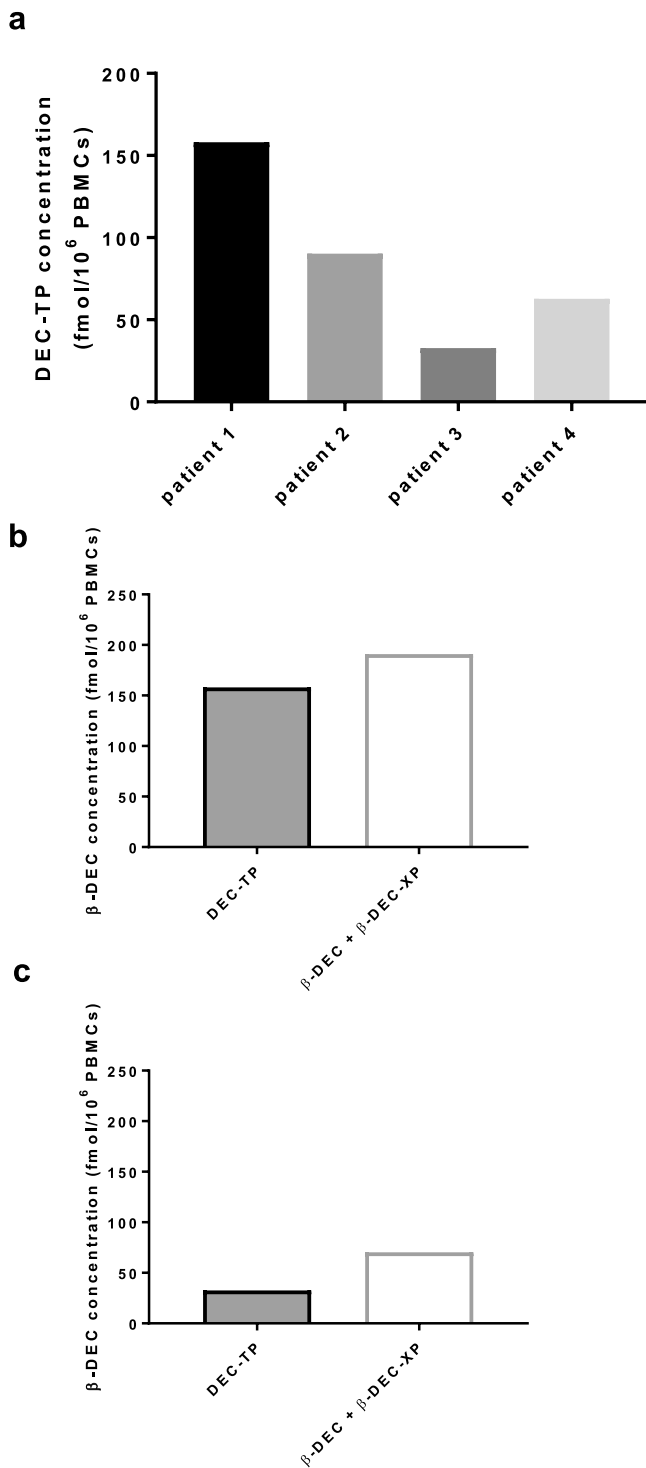 a
DEC-TP concentration
(fmol/10⁶ PBMCs)
200
150
100
50
0
patient 1
patient 2
patient 3
patient 4
b
β-DEC concentration (fmol/10⁶ PBMCs)
250
200
150
100
50
0
DEC-TP
β-DEC + β-DEC-XP
c
β-DEC concentration (fmol/10⁶ PBMCs)
250
200
150
100
50
0
DEC-TP
β-DEC + β-DEC-XP